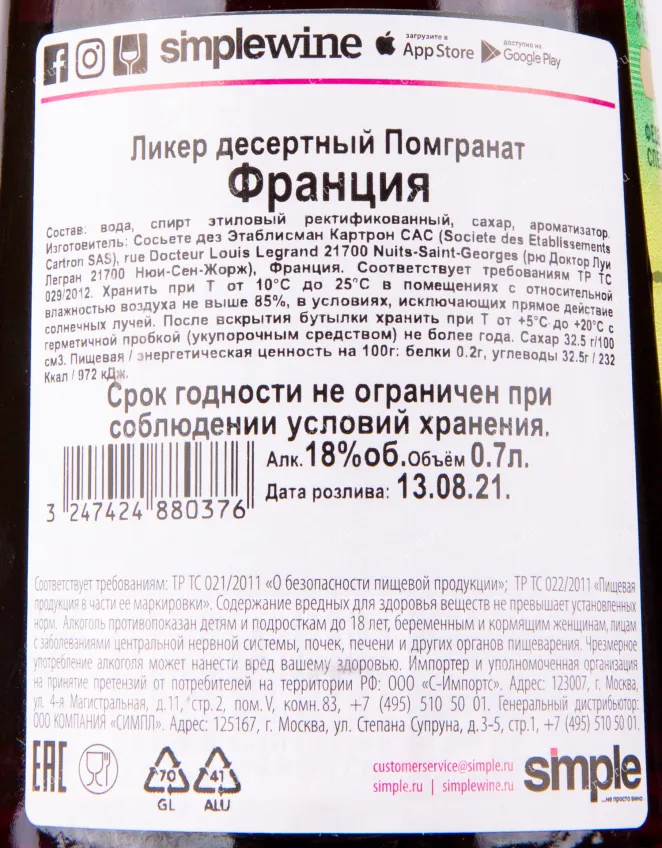 simplewine загрузите в App Store доступно на Google Play
Ликер десертный Помгранат
Франция
Состав: вода, спирт этиловый ректификованный, сахар, ароматизатор.
Изготовитель: Сосьете дез Этаблисман Картрон САС (Societe des Etablissements
Cartron SAS), rue Docteur Louis Legrand 21700 Nuits-Saint-Georges (рю Доктор Луи
Легран 21700 Нюи-Сен-Жорж), Франция. Соответствует требованиям ТР ТС
029/2012. Хранить при Т от 10°С до 25°С в помещениях с относительной
влажностью воздуха не выше 85%, в условиях, исключающих прямое действие
солнечных лучей. После вскрытия бутылки хранить при Т от +5°С до +20°С с
герметичной пробкой (укупорочным средством) не более года. Сахар 32.5 г/100
см3. Пищевая / энергетическая ценность на 100г: белки 0.2г, углеводы 32.5г / 232
Ккал / 972 кДж.
Срок годности не ограничен при
соблюдении условий хранения.
Алк. 18%об. Объём 0.7л.
Дата розлива: 13.08.21.
3 247424 880376
Соответствует требованиям: ТР ТС 021/2011 «О безопасности пищевой продукции»; ТР ТС 022/2011 «Пищевая
продукция в части ее маркировки». Содержание вредных для здоровья веществ не превышает установленных
норм. Алкоголь противопоказан детям и подросткам до 18 лет, беременным и кормящим женщинам, лицам
с заболеваниями центральной нервной системы, почек, печени и других органов пищеварения. Чрезмерное
употребление алкоголя может нанести вред вашему здоровью. Импортер и уполномоченная организация
на принятие претензий от потребителей на территории РФ: ООО «С-Импортс». Адрес: 123007, г. Москва,
ул. 4-я Магистральная, д.11, стр.2, пом.V, комн.83, +7 (495) 510 50 01. Генеральный дистрибьютор:
ООО КОМПАНИЯ «СИМПЛ». Адрес: 125167, г. Москва, ул. Степана Супруна, д.3-5, стр.1, +7 (495) 510 50 01.
EAC
70 GL
41 ALU
customerservice@simple.ru
simple.ru | simplewine.ru
simple
...не просто вино